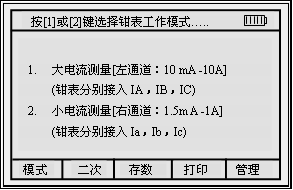 按[1]或[2]键选择钳表工作模式.....
1. 大电流测量[左通道：10 mA -10A]
(钳表分别接入 IA，IB，IC)
2. 小电流测量[右通道：1.5mA -1A]
(钳表分别接入 Ia，Ib，Ic)
模式 二次 存数 打印 管理